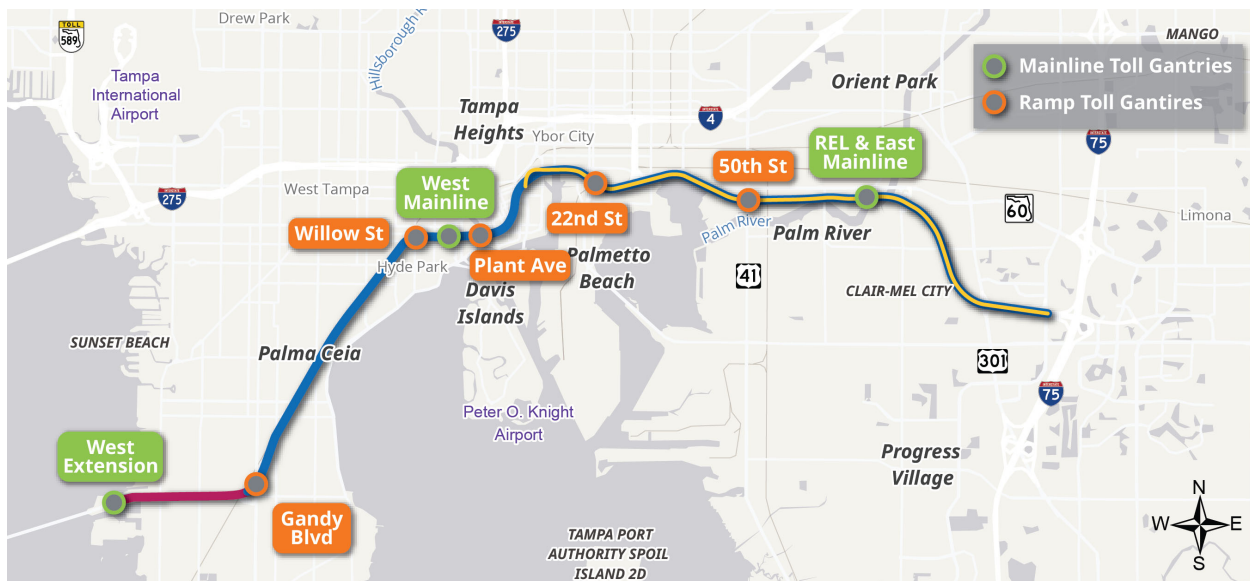 Drew Park
TOLL
589
275
MANGO
Hillsborough R
Tampa
International
Airport
Mainline Toll Gantries
Ramp Toll Gantires
Orient Park
Tampa
Heights
4
Ybor City
75
REL & East
Mainline
50th St
West
Mainline
West Tampa
275
60
Limona
22nd St
Willow St
Palm River
Palm River
Plant Ave
Hyde Park
Palmetto
Beach
41
Davis
Islands
CLAIR-MEL CITY
SUNSET BEACH
Palma Ceia
301
75
Peter O. Knight
Airport
West
Extension
Progress
Village
Gandy
Blvd
N
W E
S
TAMPA PORT
AUTHORITY SPOIL
ISLAND 2D